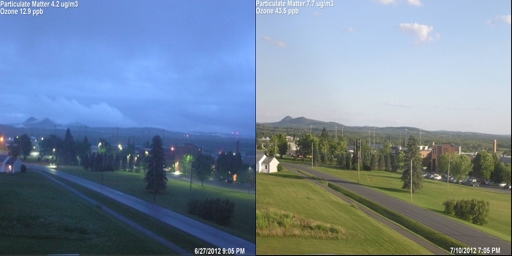 Particulate Matter 4.2 ug/m3
Ozone 12.9 ppb
6/27/2012 9:05 PM
Particulate Matter 7.7 ug/m3
Ozone 43.5 ppb
7/10/2012 7:05 PM